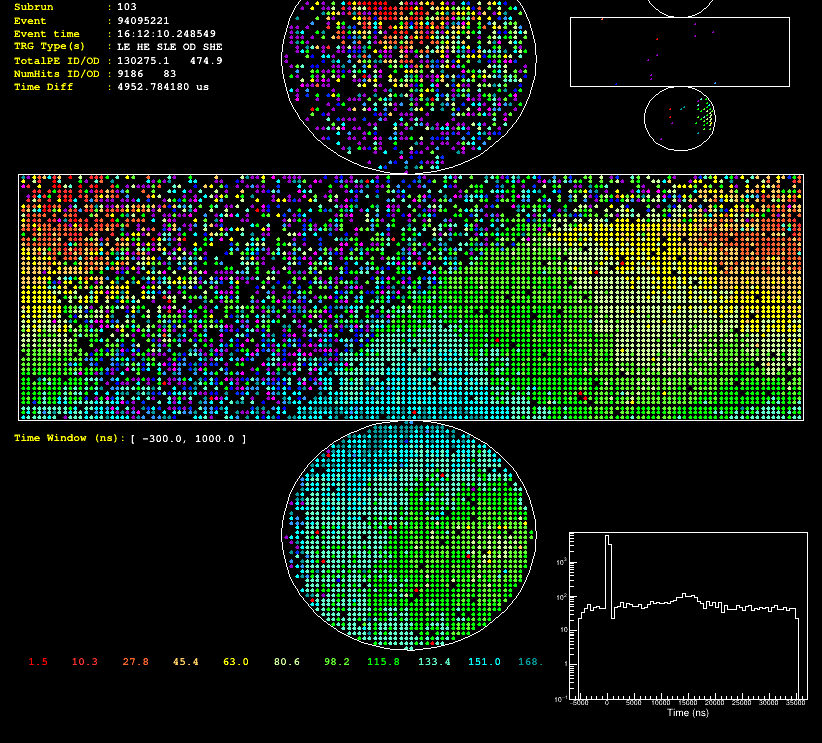 Subrun : 103
Event : 94095221
Event time : 16:12:10.248549
TRG Type(s) : LE HE SLE OD SHE
TotalPE ID/OD : 130275.1 474.9
NumHits ID/OD : 9186 83
Time Diff : 4952.784180 us
Time Window (ns): [ -300.0, 1000.0 ]
1.5 10.3 27.8 45.4 63.0 80.6 98.2 115.8 133.4 151.0 168.
10³
10²
10
1
10⁻¹
-5000 0 5000 10000 15000 20000 25000 30000 35000
Time (ns)